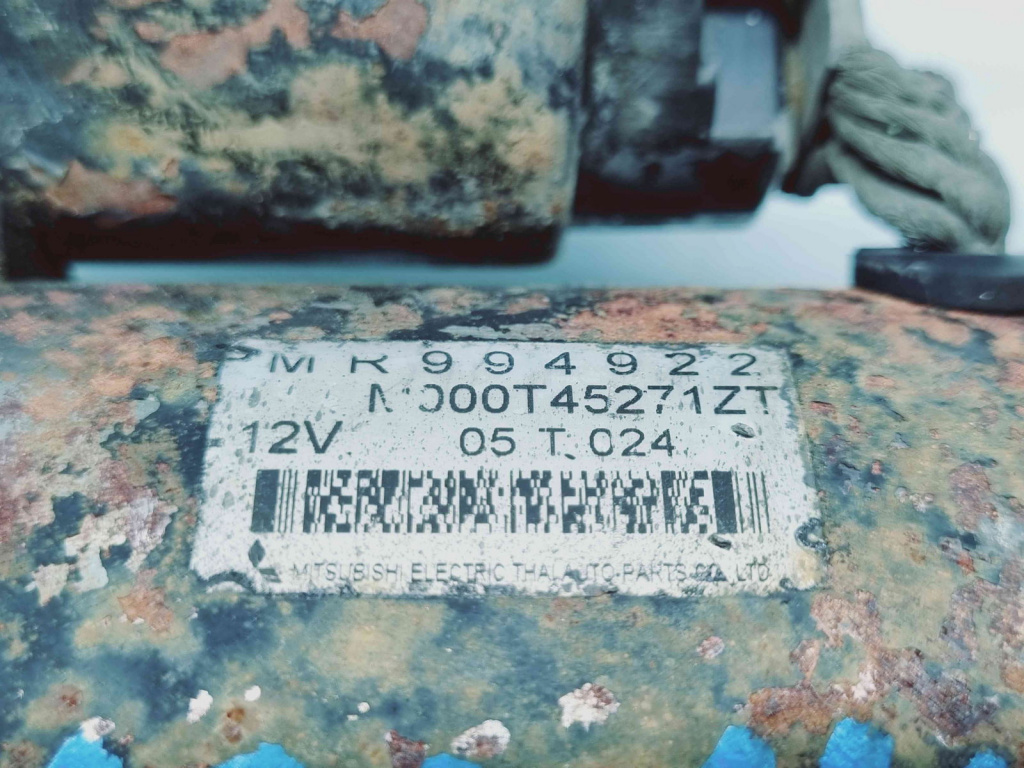 MR994922
M000T45271ZT
12V 05 T 024
MITSUBISHI ELECTRIC THAI AUTO-PARTS CO., LTD.